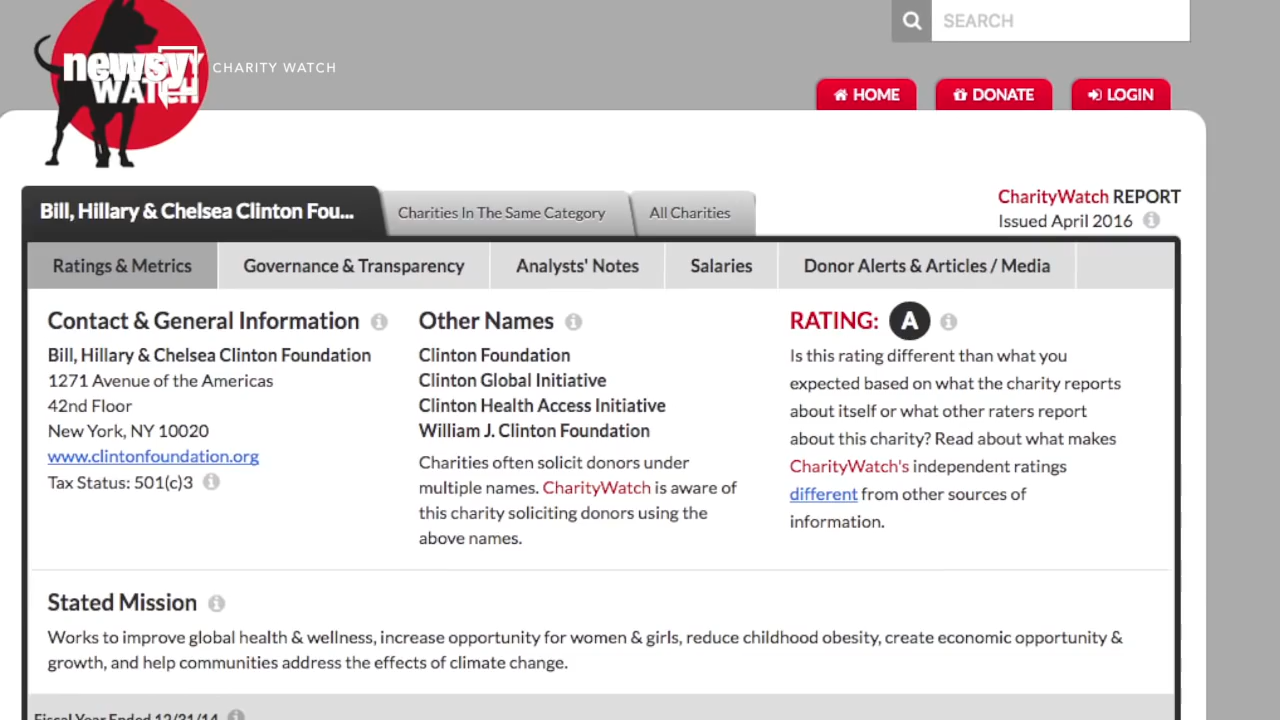 SEARCH
newsy
CHARITY WATCH
WATCH
HOME
DONATE
LOGIN
CharityWatch REPORT
Issued April 2016
Bill, Hillary & Chelsea Clinton Fou...
Charities In The Same Category
All Charities
Ratings & Metrics
Governance & Transparency
Analysts' Notes
Salaries
Donor Alerts & Articles / Media
Contact & General Information
Bill, Hillary & Chelsea Clinton Foundation
1271 Avenue of the Americas
42nd Floor
New York, NY 10020
www.clintonfoundation.org
Tax Status: 501(c)3
Other Names
Clinton Foundation
Clinton Global Initiative
Clinton Health Access Initiative
William J. Clinton Foundation
Charities often solicit donors under
multiple names. CharityWatch is aware of
this charity soliciting donors using the
above names.
RATING: A
Is this rating different than what you
expected based on what the charity reports
about itself or what other raters report
about this charity? Read about what makes
CharityWatch's independent ratings
different from other sources of
information.
Stated Mission
Works to improve global health & wellness, increase opportunity for women & girls, reduce childhood obesity, create economic opportunity &
growth, and help communities address the effects of climate change.
Fiscal Year Ended 12/31/14